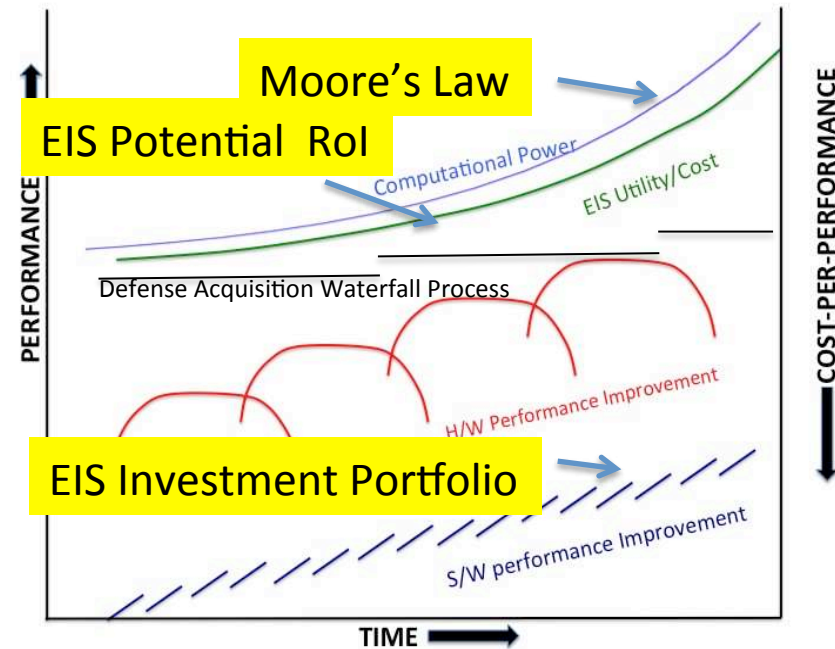 Moore’s Law
EIS Potential RoI
Computational Power
EIS Utility/Cost
Defense Acquisition Waterfall Process
H/W Performance Improvement
EIS Investment Portfolio
S/W performance Improvement
PERFORMANCE
COST-PER-PERFORMANCE
TIME